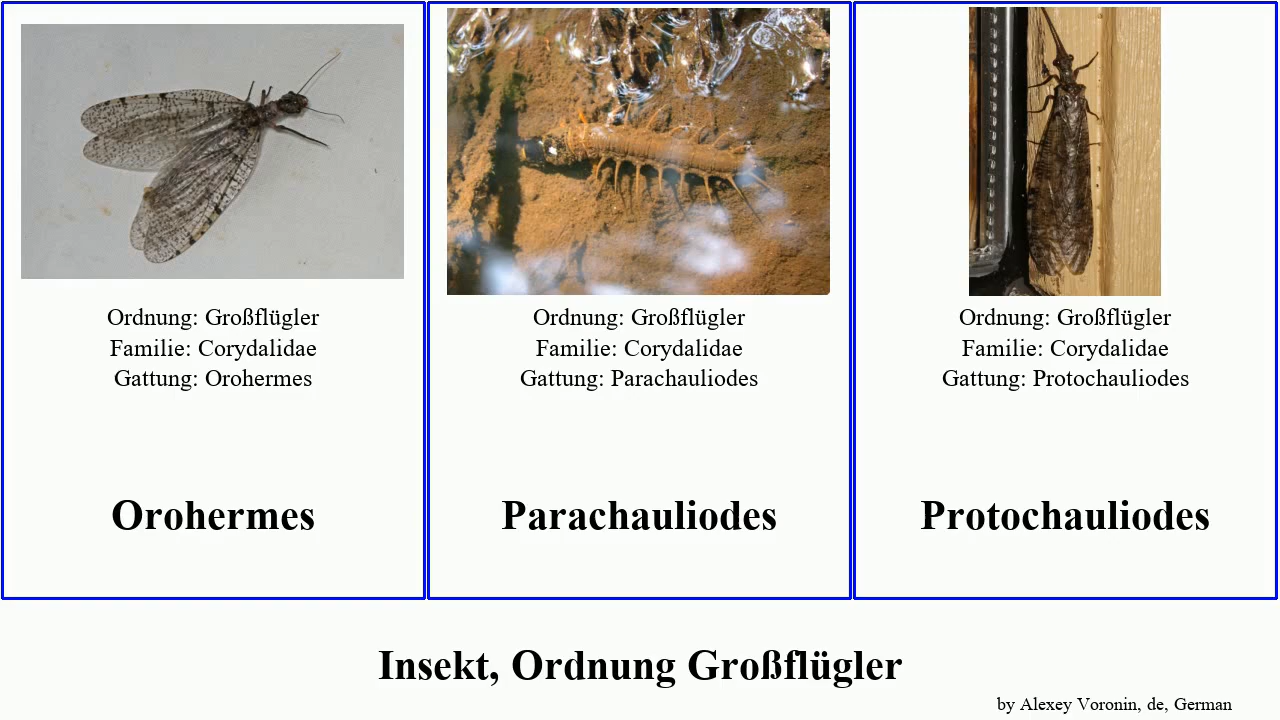 Ordnung: Großflügler
Familie: Corydalidae
Gattung: Orohermes
Orohermes
Ordnung: Großflügler
Familie: Corydalidae
Gattung: Parachauliodes
Parachauliodes
Ordnung: Großflügler
Familie: Corydalidae
Gattung: Protochauliodes
Protochauliodes
Insekt, Ordnung Großflügler
by Alexey Voronin, de, German